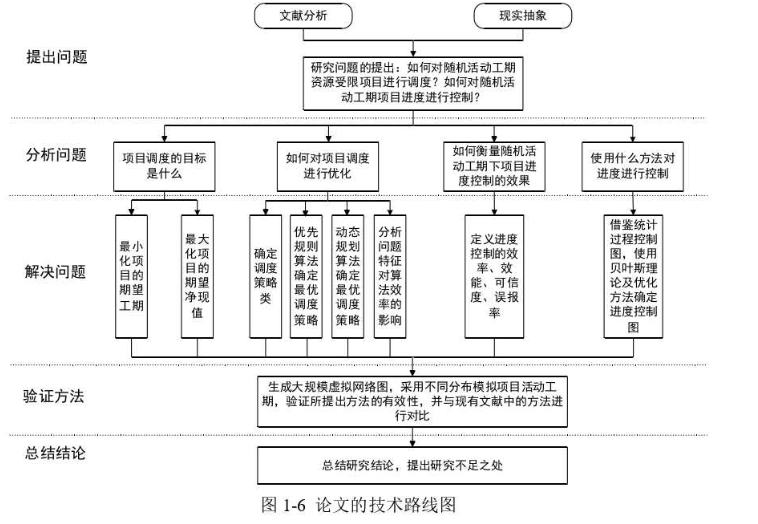 文献分析
现实抽象
提出问题
研究问题的提出：如何对随机活动工期
资源受限项目进行调度？如何对随机活
动工期项目进度进行控制？
分析问题
项目调度的目标
是什么
如何对项目调度
进行优化
如何衡量随机活
动工期下项目进
度控制的效果
使用什么方法对
进度进行控制
解决问题
最小
化项
目的
期望
工期
最大
化项
目的
期望
净现
值
确定
调度
策略
类
优先
规则
算法
确定
最优
调度
策略
动态
规划
算法
确定
最优
调度
策略
分析
问题
特征
对算
法效
率的
影响
定义进度
控制的效
率、效
能、可信
度、误报
率
借鉴统计
过程控制
图，使用
贝叶斯理
论及优化
方法确定
进度控制
图
验证方法
生成大规模虚拟网络图，采用不同分布模拟项目活动工
期，验证所提出方法的有效性，并与现有文献中的方法进
行对比
总结结论
总结研究结论，提出研究不足之处
图 1-6 论文的技术路线图